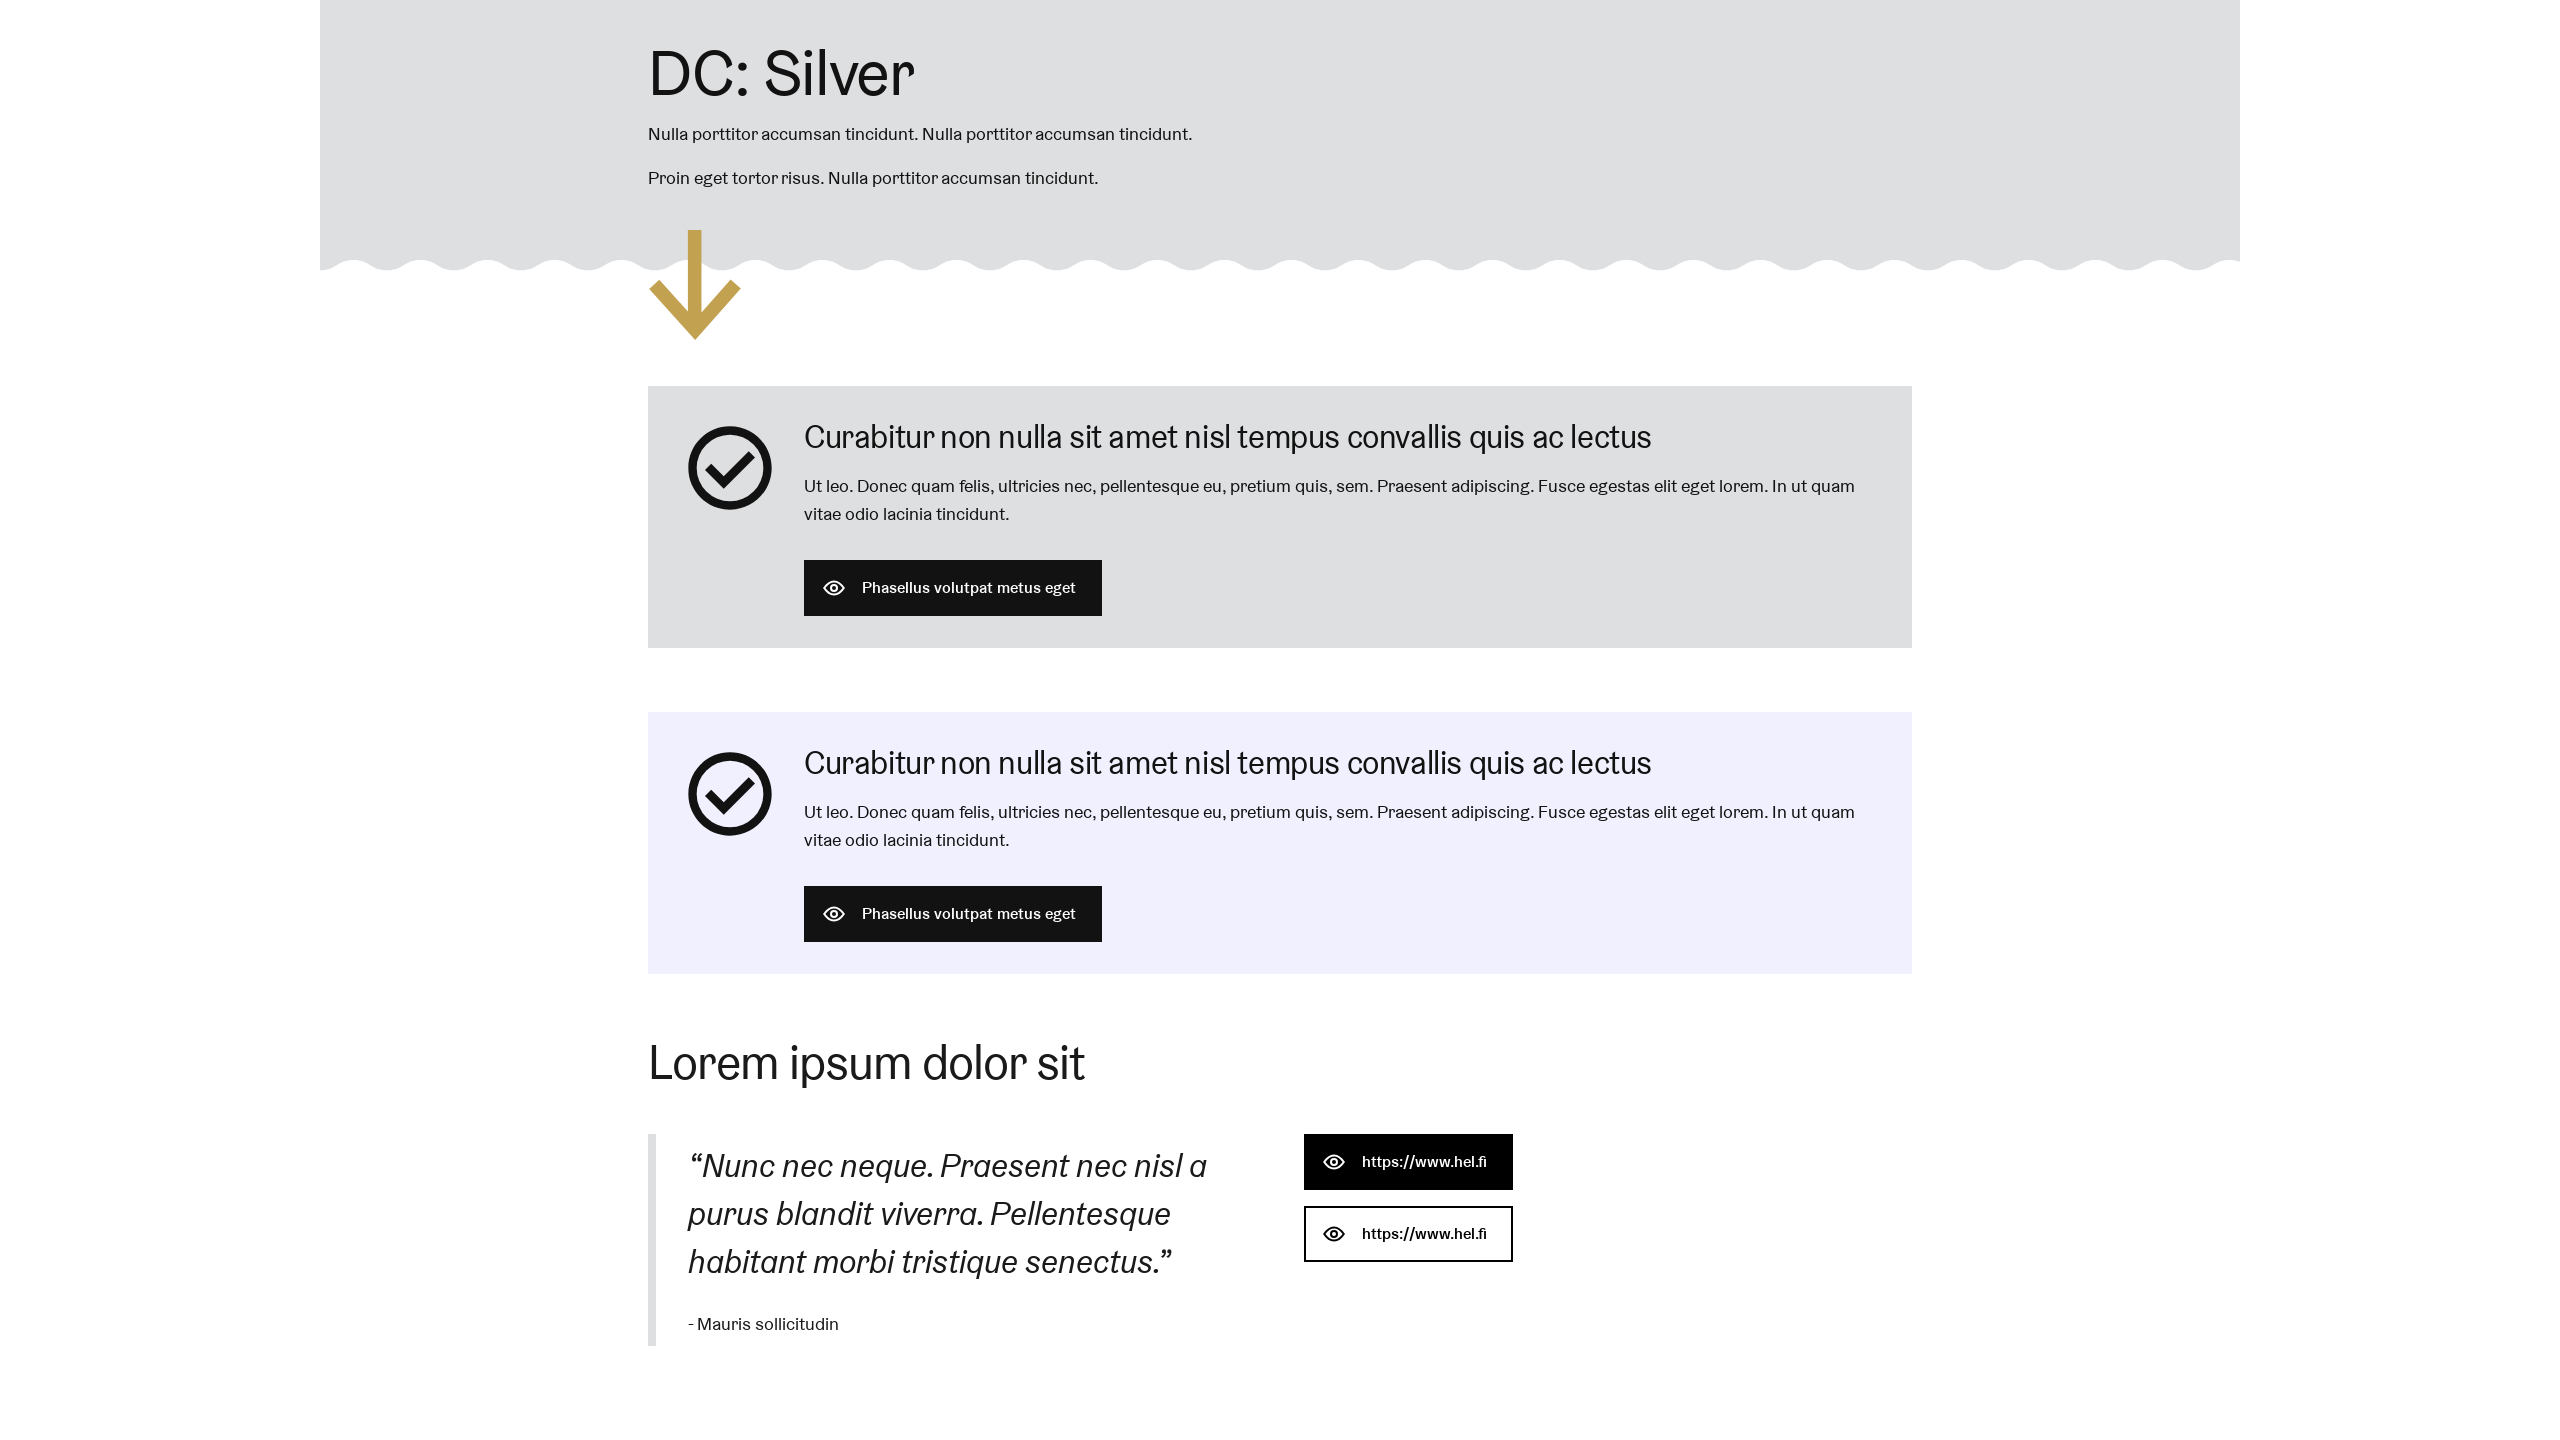 DC: Silver
Nulla porttitor accumsan tincidunt. Nulla porttitor accumsan tincidunt.
Proin eget tortor risus. Nulla porttitor accumsan tincidunt.
Curabitur non nulla sit amet nisl tempus convallis quis ac lectus
Ut leo. Donec quam felis, ultricies nec, pellentesque eu, pretium quis, sem. Praesent adipiscing. Fusce egestas elit eget lorem. In ut quam
vitae odio lacinia tincidunt.
Phasellus volutpat metus eget
Curabitur non nulla sit amet nisl tempus convallis quis ac lectus
Ut leo. Donec quam felis, ultricies nec, pellentesque eu, pretium quis, sem. Praesent adipiscing. Fusce egestas elit eget lorem. In ut quam
vitae odio lacinia tincidunt.
Phasellus volutpat metus eget
Lorem ipsum dolor sit
“Nunc nec neque. Praesent nec nisl a
purus blandit viverra. Pellentesque
habitant morbi tristique senectus.”
- Mauris sollicitudin
https://www.hel.fi
https://www.hel.fi